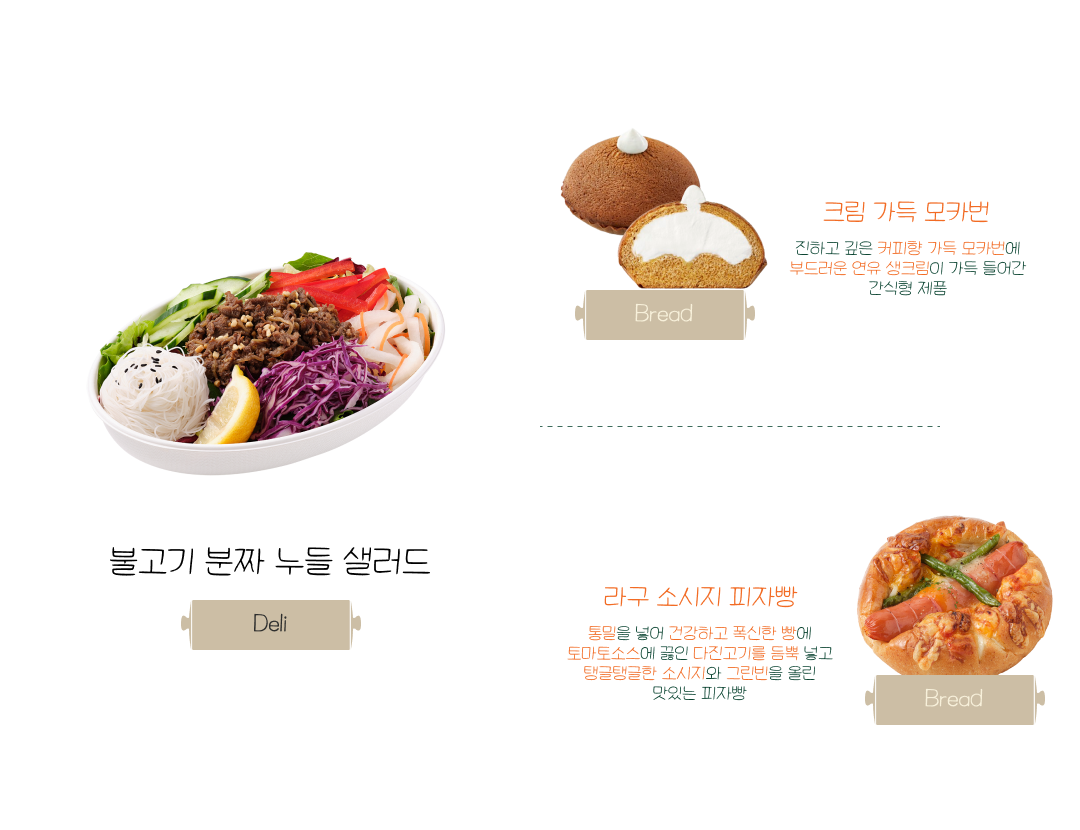 불고기 분짜 누들 샐러드
Deli
크림 가득 모카번
진하고 깊은 커피향 가득 모카번에
부드러운 연유 생크림이 가득 들어간
간식형 제품
Bread
라구 소시지 피자빵
통밀을 넣어 건강하고 폭신한 빵에
토마토소스에 끓인 다진고기를 듬뿍 넣고
탱글탱글한 소시지와 그린빈을 올린
맛있는 피자빵
Bread